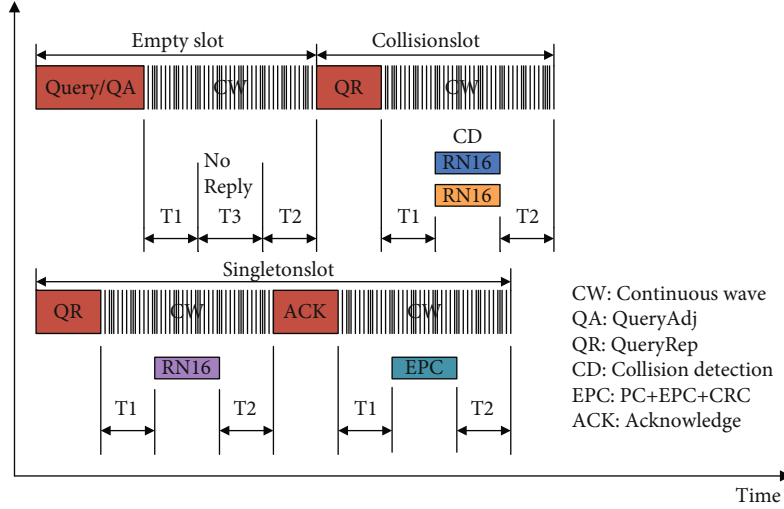 Empty slot
Collisionslot
Query/QA
CW
QR
CW
CD
No
Reply
RN16
RN16
T1
T3
T2
T1
T2
Singletonslot
QR
CW
ACK
CW
RN16
EPC
T1
T2
T1
T2
CW: Continuous wave
QA: QueryAdj
QR: QueryRep
CD: Collision detection
EPC: PC+EPC+CRC
ACK: Acknowledge
Time